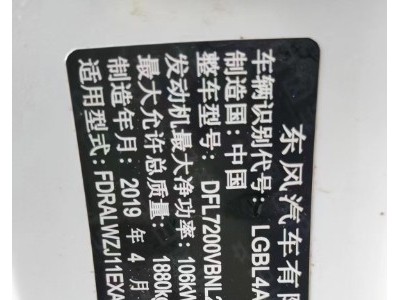 东风汽车有限
车辆识别代号: LGBL4A
制造国: 中国
整车型号: DFL7200VBNL2
发动机最大净功率: 106kW
最大允许总质量: 1880kg
制造年月: 2019 年 4 月
适用型式: FDRALWZJ11EXA